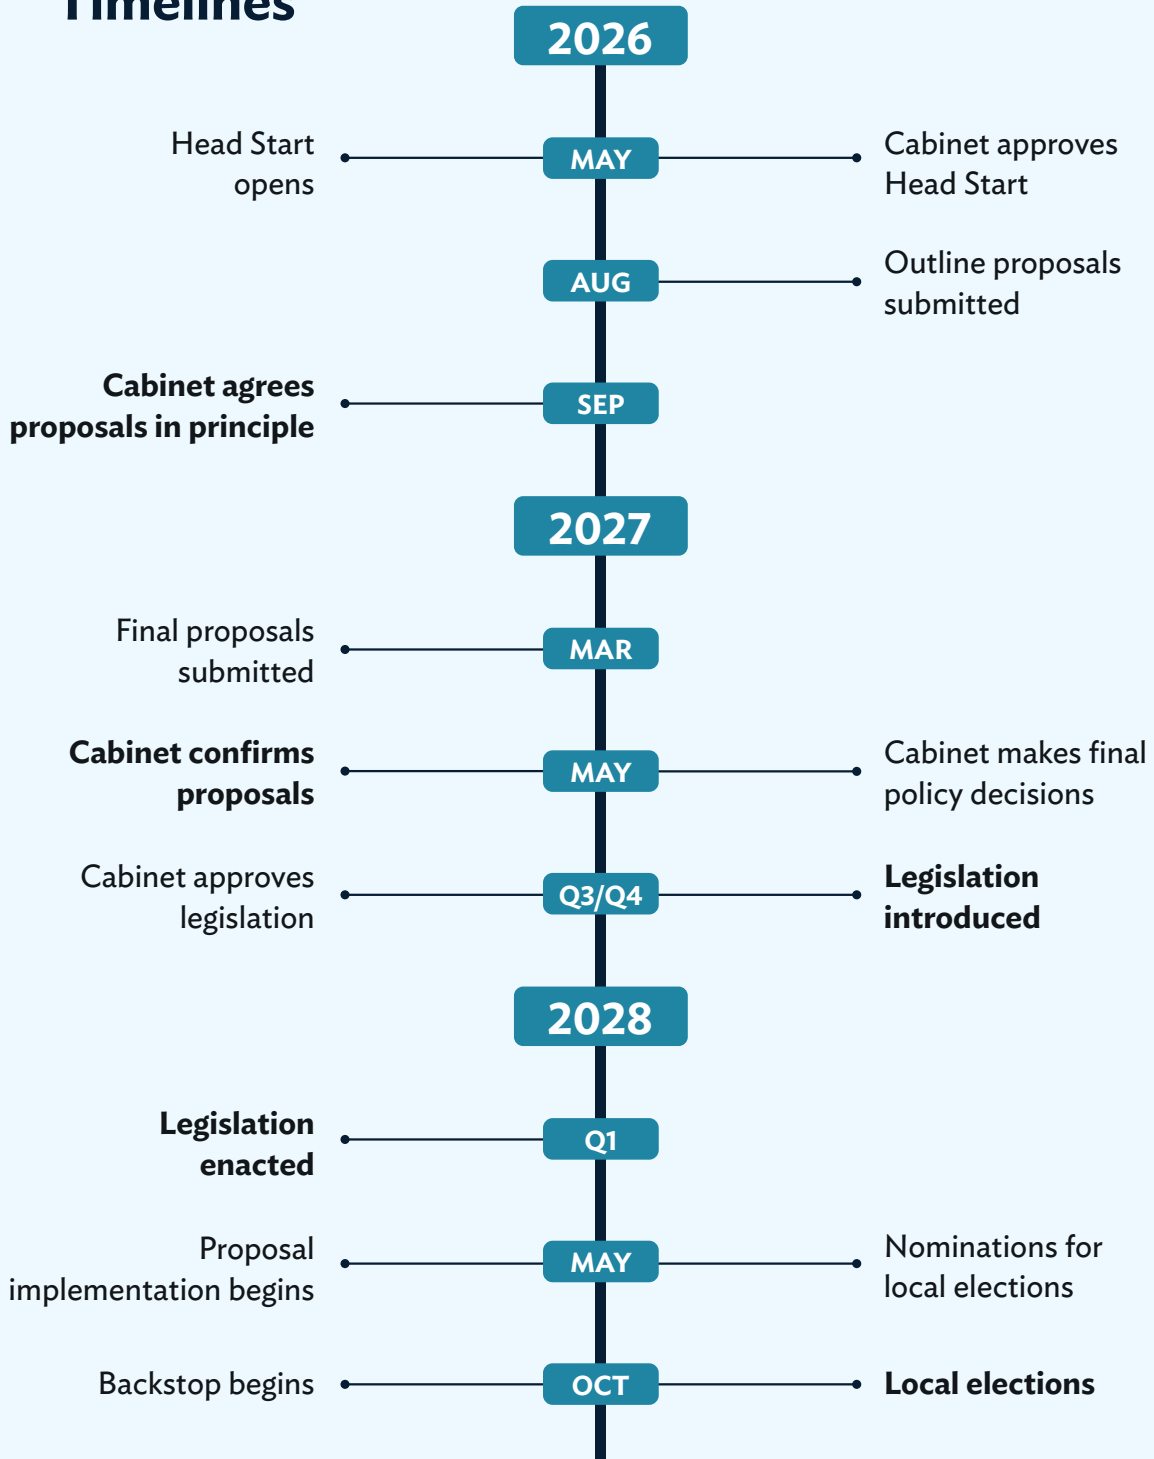 Timelines
2026
Head Start
opens
MAY
Cabinet approves
Head Start
AUG
Outline proposals
submitted
Cabinet agrees
proposals in principle
SEP
2027
Final proposals
submitted
MAR
Cabinet confirms
proposals
MAY
Cabinet makes final
policy decisions
Cabinet approves
legislation
Q3/Q4
Legislation
introduced
2028
Legislation
enacted
Q1
Proposal
implementation begins
MAY
Nominations for
local elections
Backstop begins
OCT
Local elections